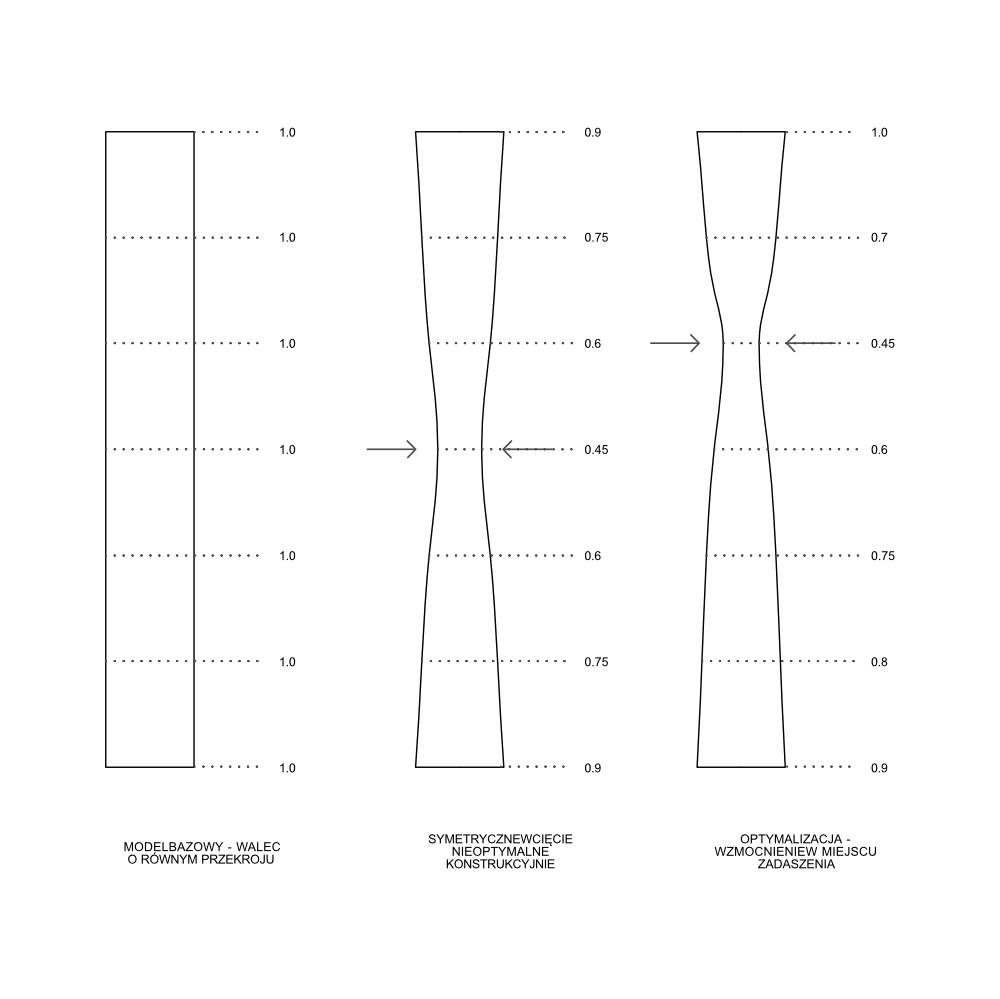 1.0 0.9 1.0
1.0 0.75 0.7
1.0 0.6 0.45
1.0 0.45 0.6
1.0 0.6 0.75
1.0 0.75 0.8
1.0 0.9 0.9
MODELBAZOWY - WALEC
O RÓWNYM PRZEKROJU
SYMETRYCZNEWCIĘCIE
NIEOPTYMALNE
KONSTRUKCYJNIE
OPTYMALIZACJA -
WZMOCNIENIEW MIEJSCU
ZADASZENIA